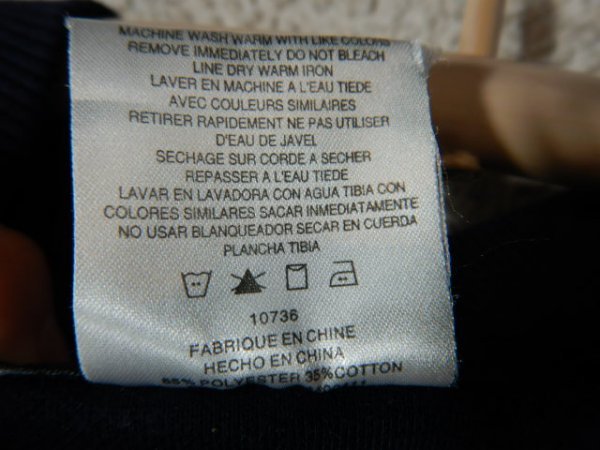 MACHINE WASH WARM WITH LIKE COLORS
REMOVE IMMEDIATELY DO NOT BLEACH
LINE DRY WARM IRON
LAVER EN MACHINE A L'EAU TIEDE
AVEC COULEURS SIMILAIRES
RETIRER RAPIDEMENT NE PAS UTILISER
D'EAU DE JAVEL
SECHAGE SUR CORDE A SECHER
REPASSER A L'EAU TIEDE
LAVAR EN LAVADORA CON AGUA TIBIA CON
COLORES SIMILARES SACAR INMEDIATAMENTE
NO USAR BLANQUEADOR SECAR EN CUERDA
PLANCHA TIBIA
10736
FABRIQUE EN CHINE
HECHO EN CHINA
65% POLYESTER 35% COTTON